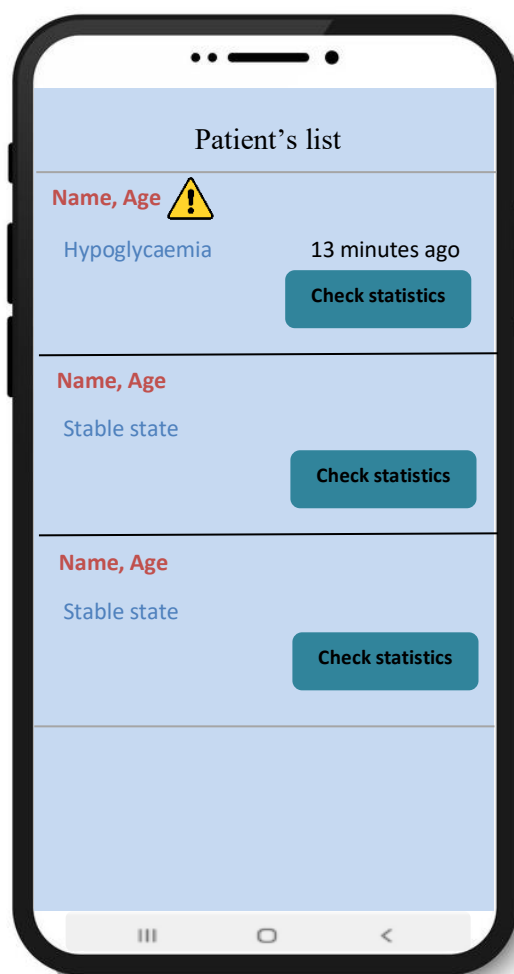 Patient's list
Name, Age
Hypoglycaemia 13 minutes ago
Check statistics
Name, Age
Stable state
Check statistics
Name, Age
Stable state
Check statistics